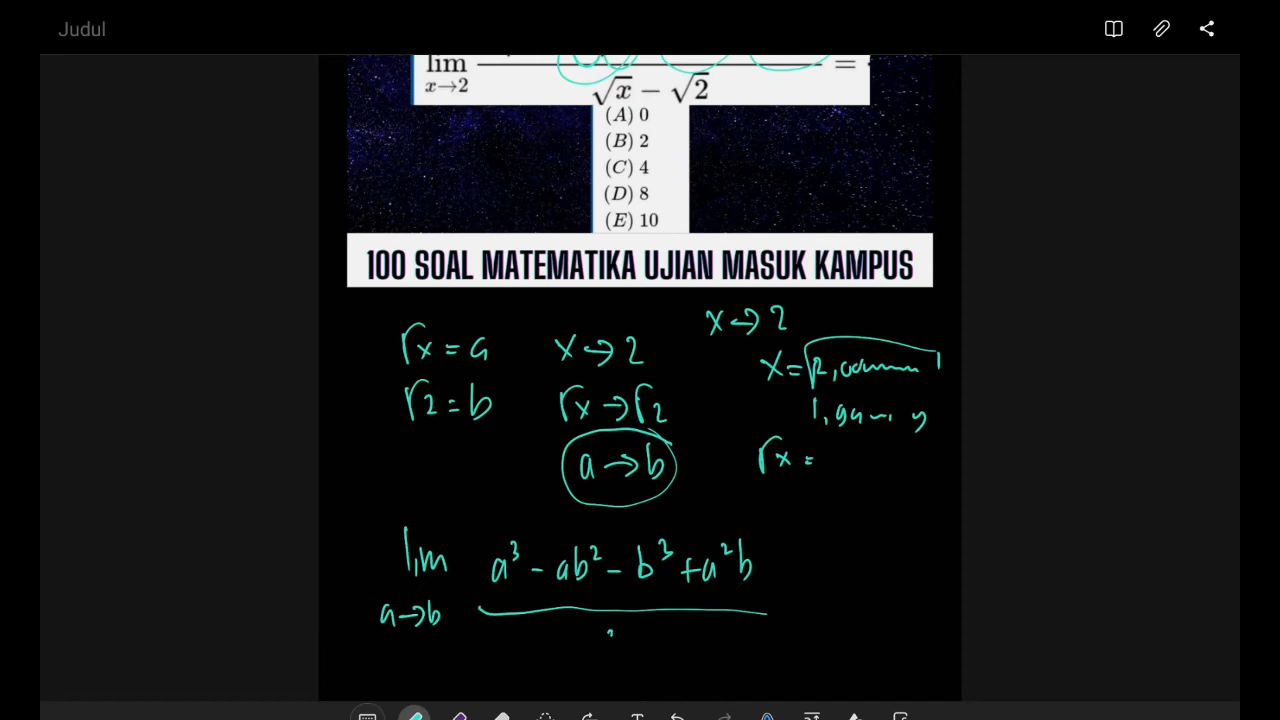 Judul
lim x→2 / √x − √2 =
(A) 0
(B) 2
(C) 4
(D) 8
(E) 10
100 SOAL MATEMATIKA UJIAN MASUK KAMPUS
x → 2
√x = a
x → 2
√2 = b
√x → √2
a → b
√x =
lim a→b
a³ − ab² − b³ + a²b